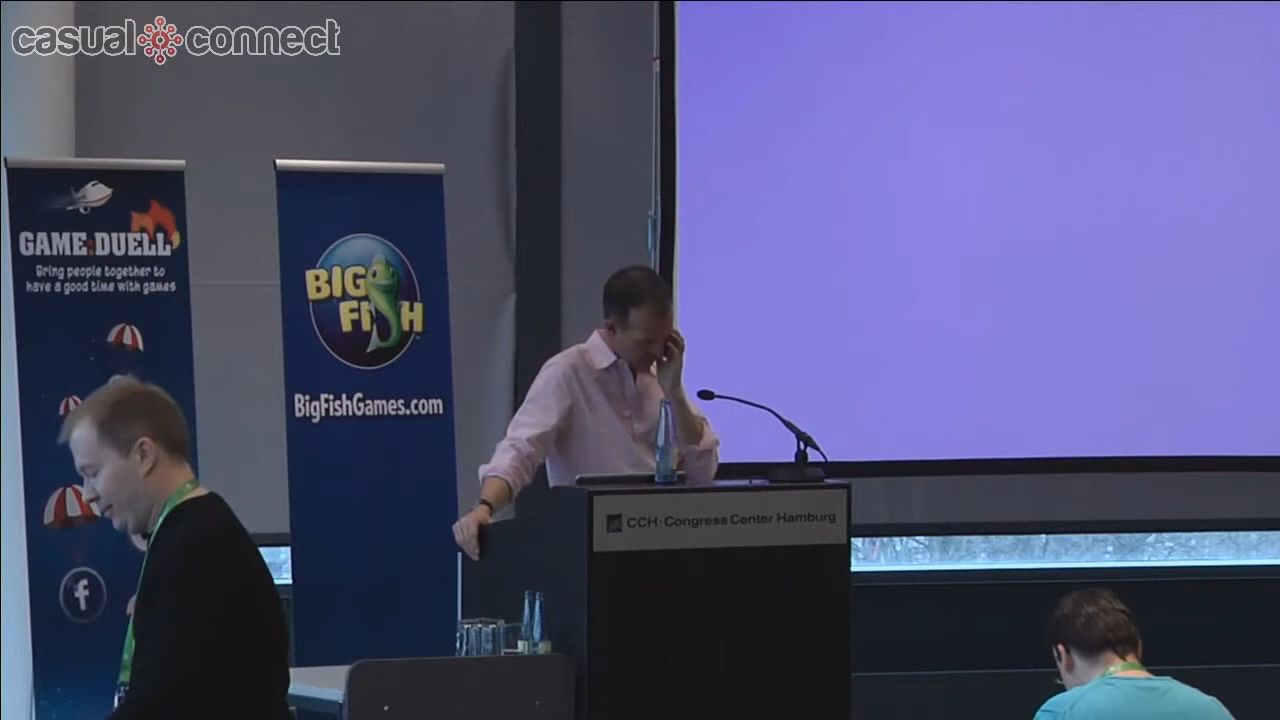 casual connect
GAME:DUELL
Bring people together to
have a good time with games
BIG
FISH
BigFishGames.com
f
CCH·Congress Center Hamburg